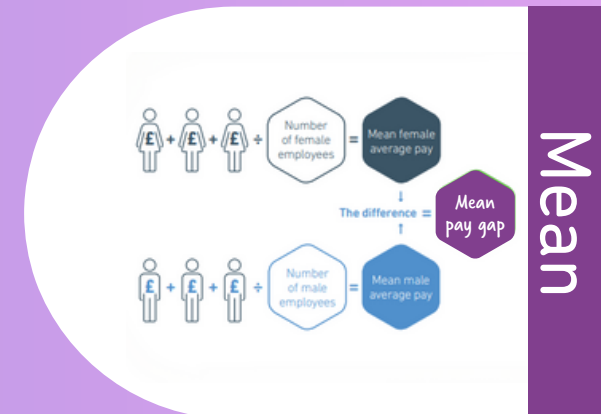 £ + £ + £ ÷
Number
of female
employees
=
Mean female
average pay
The difference =
Mean
pay gap
£ + £ + £ ÷
Number
of male
employees
=
Mean male
average pay
Mean